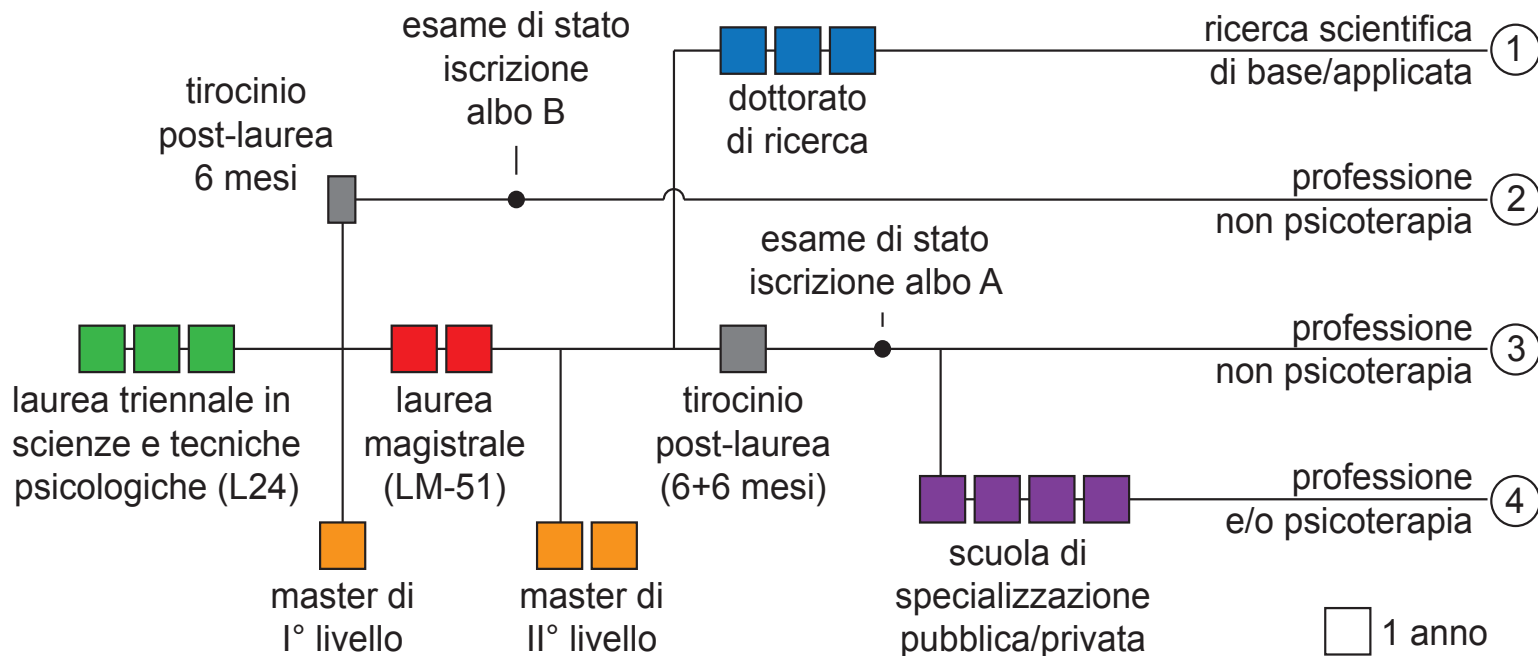 esame di stato
iscrizione
albo B
tirocinio
post-laurea
6 mesi
dottorato
di ricerca
ricerca scientifica
di base/applicata
1
professione
non psicoterapia
2
esame di stato
iscrizione albo A
professione
non psicoterapia
3
laurea triennale in
scienze e tecniche
psicologiche (L24)
laurea
magistrale
(LM-51)
tirocinio
post-laurea
(6+6 mesi)
professione
e/o psicoterapia
4
master di
I° livello
master di
II° livello
scuola di
specializzazione
pubblica/privata
1 anno